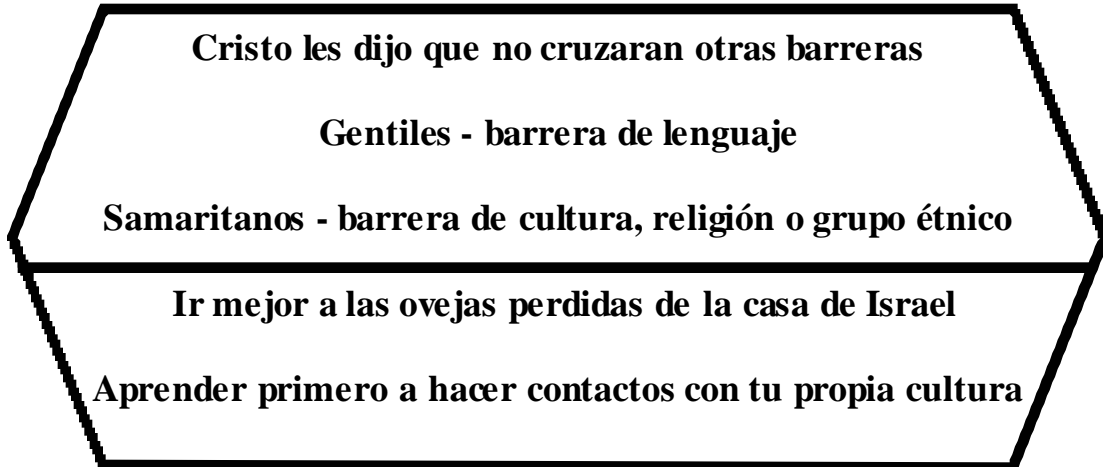 Cristo les dijo que no cruzaran otras barreras
Gentiles - barrera de lenguaje
Samaritanos - barrera de cultura, religión o grupo étnico
Ir mejor a las ovejas perdidas de la casa de Israel
Aprender primero a hacer contactos con tu propia cultura